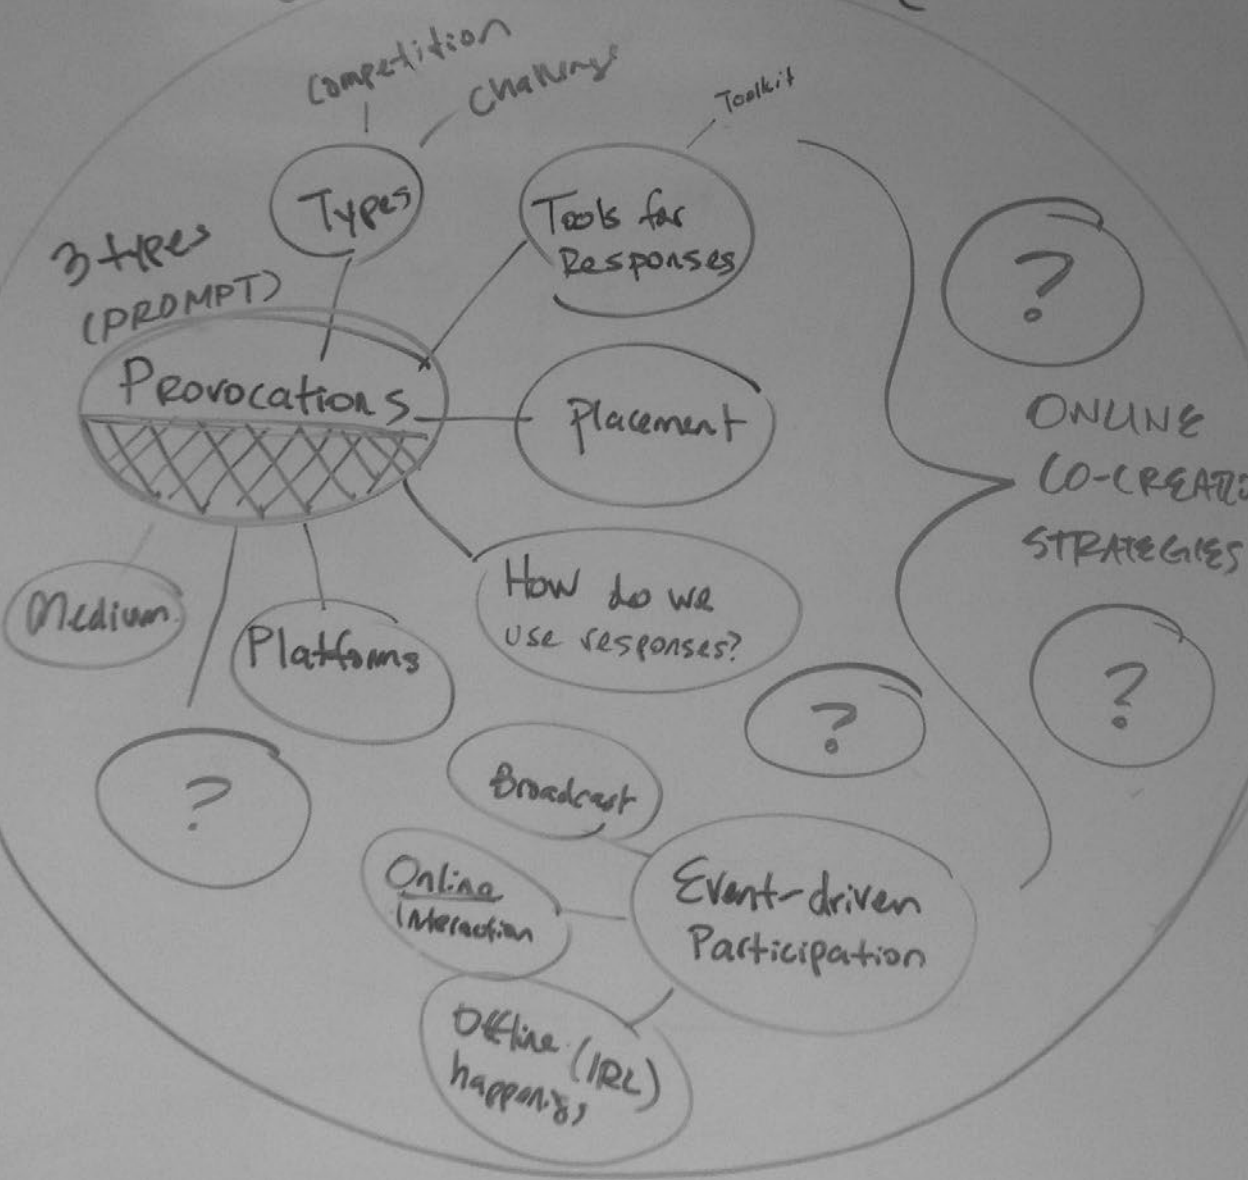 Competition
Challenge
Toolkit
Types
Tools for
Responses
3 types
(PROMPT)
Provocations
Placement
?
ONLINE
CO-CREATIO
STRATEGIES
How do we
use responses?
Medium
Platforms
?
?
?
Broadcast
Online
Interaction
Event-driven
Participation
Offline (IRL)
happenings